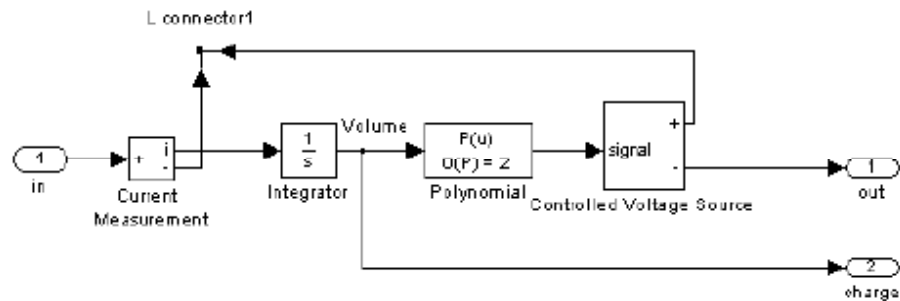 L connector1
Volume
1
in
+
i
-
Current
Measurement
1
s
Integrator
P(u)
O(P) = 2
Polynomial
signal
+
-
Controlled Voltage Source
1
out
2
charge